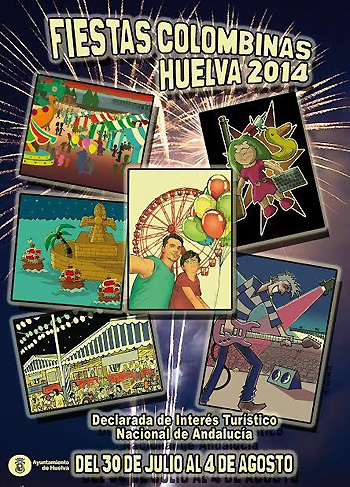 FIESTAS COLOMBINAS
HUELVA 2014
Declarada de Interés Turístico
Nacional de Andalucía
Ayuntamiento
de Huelva
DEL 30 DE JULIO AL 4 DE AGOSTO